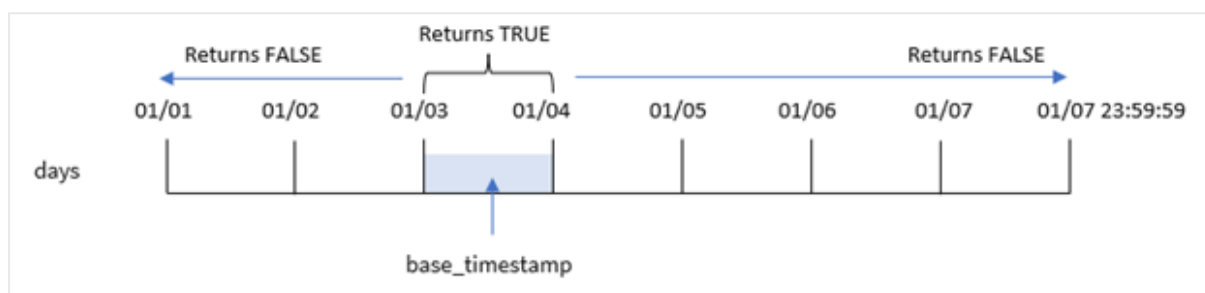 Returns TRUE
Returns FALSE
Returns FALSE
01/01 01/02 01/03 01/04 01/05 01/06 01/07 01/07 23:59:59
days
base_timestamp